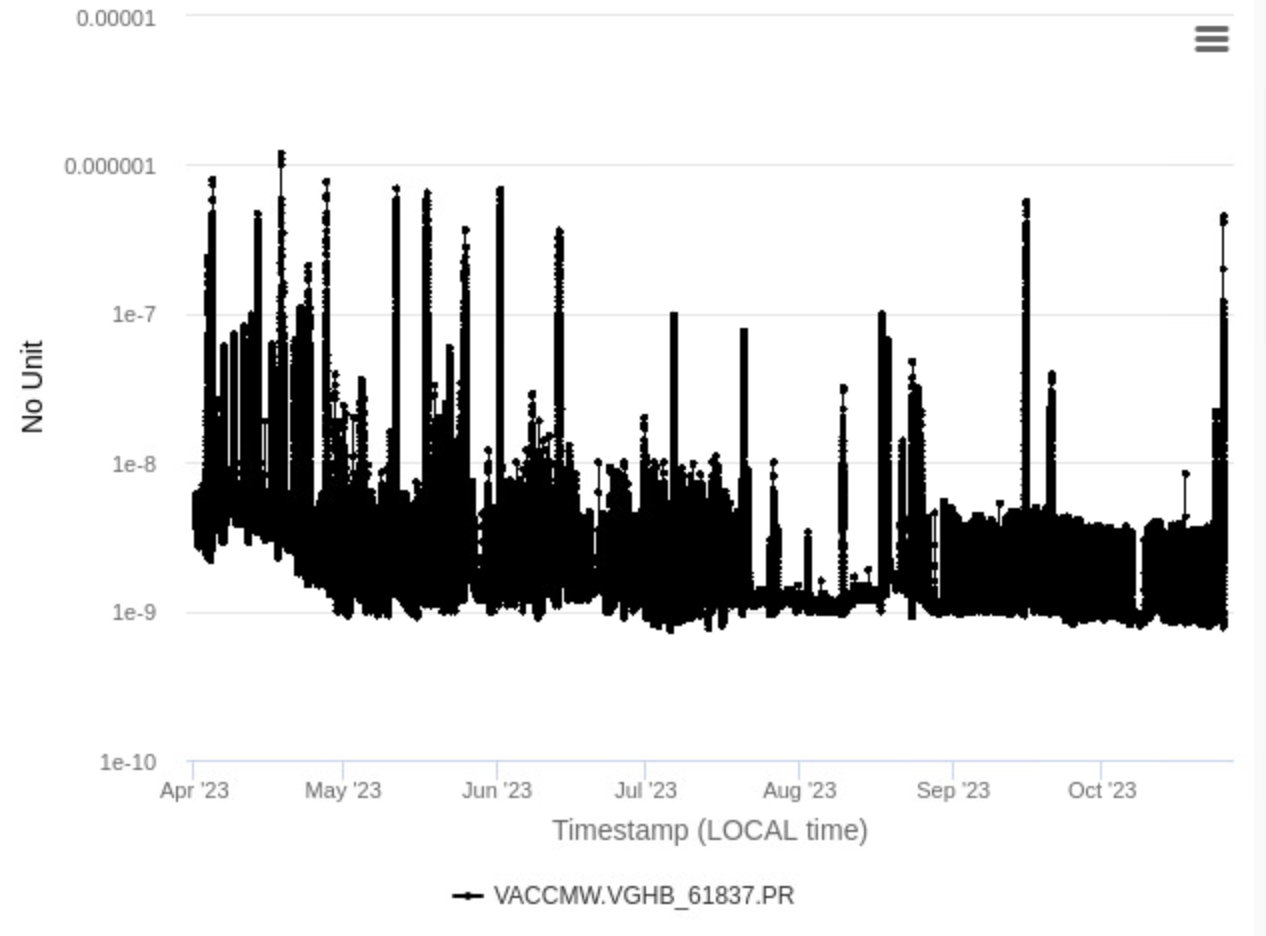 0.00001
0.000001
1e-7
1e-8
1e-9
1e-10
No Unit
Apr '23 May '23 Jun '23 Jul '23 Aug '23 Sep '23 Oct '23
Timestamp (LOCAL time)
VACCMW.VGHB_61837.PR